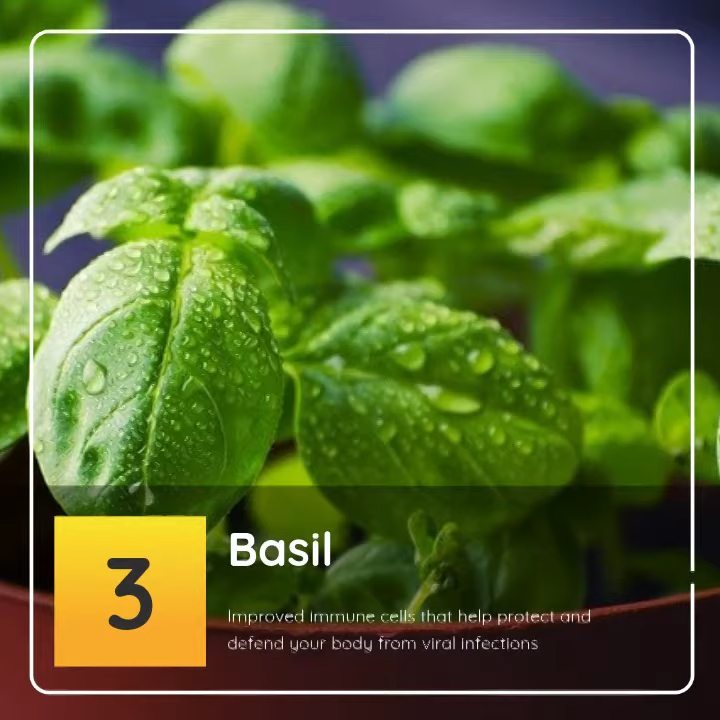 3
Basil
Improved immune cells that help protect and
defend your body from viral infections